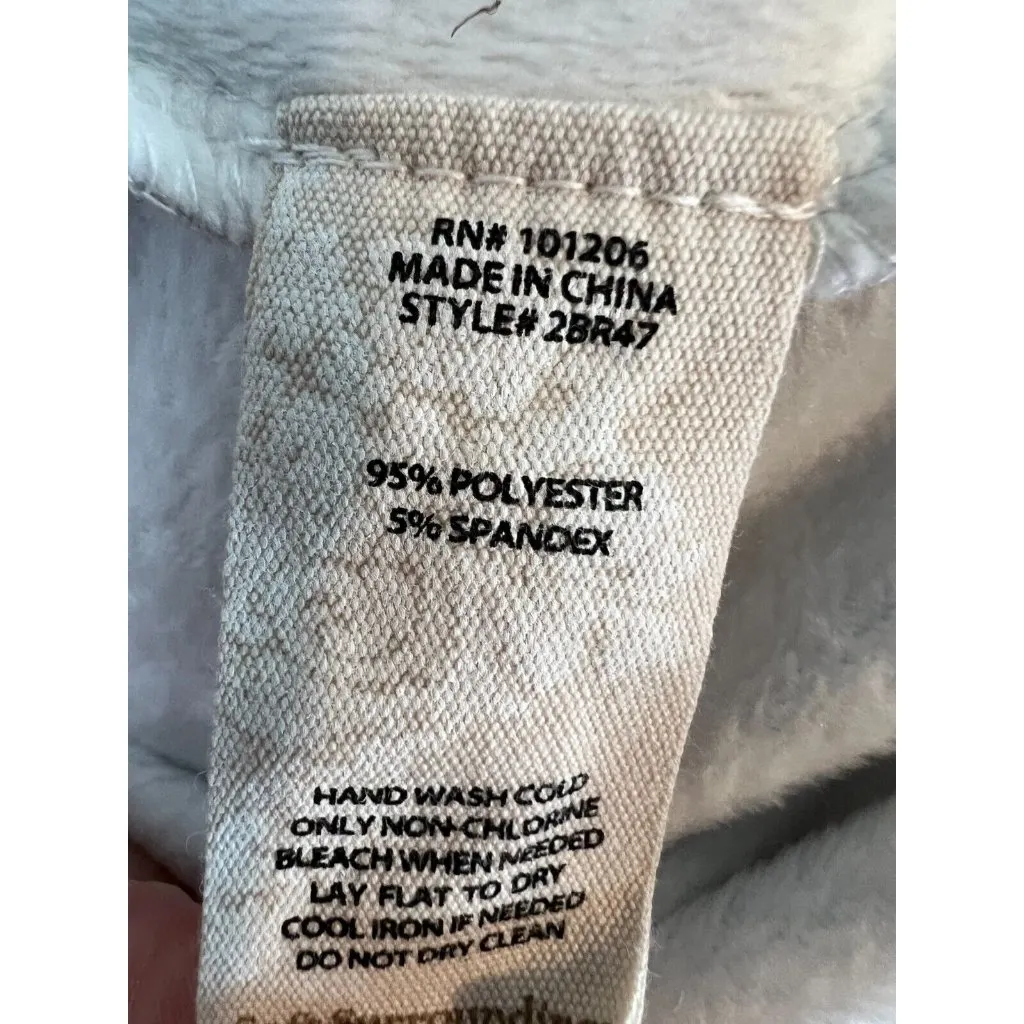 RN# 101206
MADE IN CHINA
STYLE# 2BR47
95% POLYESTER
5% SPANDEX
HAND WASH COLD
ONLY NON-CHLORINE
BLEACH WHEN NEEDED
LAY FLAT TO DRY
COOL IRON IF NEEDED
DO NOT DRY CLEAN